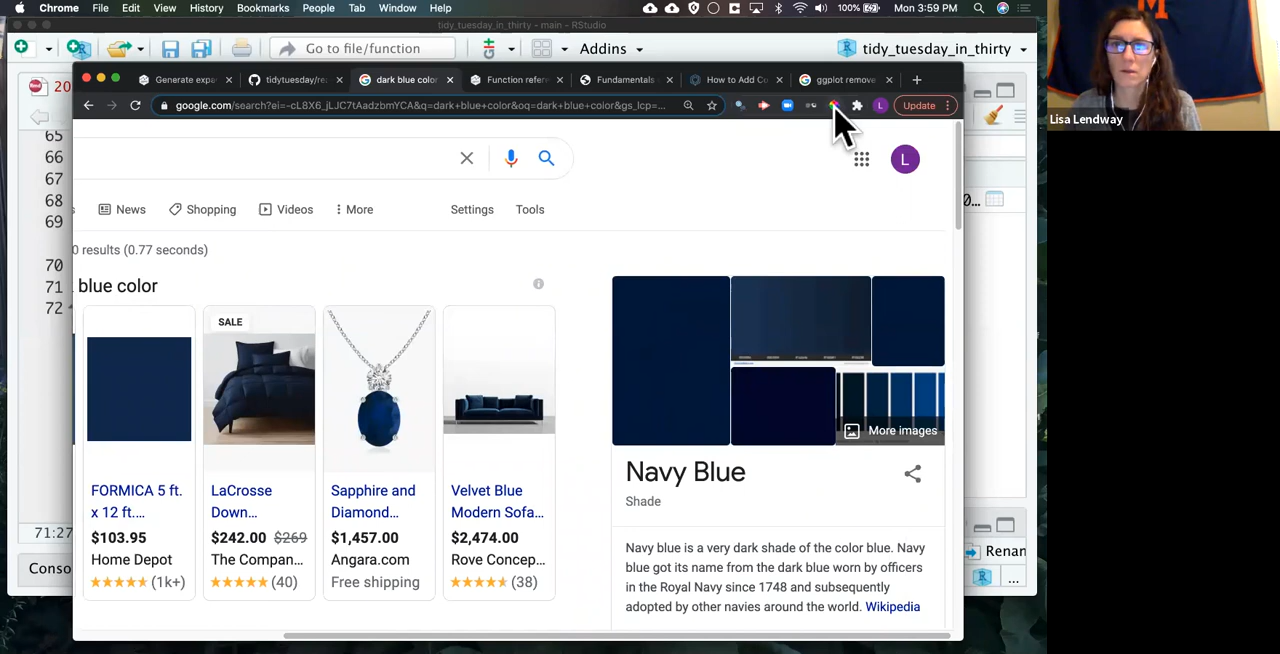 Chrome File Edit View History Bookmarks People Tab Window Help 100% Mon 3:59 PM
tidy_tuesday_in_thirty - main - RStudio
Go to file/function Addins tidy_tuesday_in_thirty
20 Generate expa tidytuesday/re dark blue color Function refere Fundamentals How to Add Co ggplot remove
google.com/search?ei=-cL8X6_jLJC7tAadzbmYCA&q=dark+blue+color&oq=dark+blue+color&gs_lcp=... L Update
Lisa Lendway
65
66
67
68
69
70
71
72
L
News Shopping Videos More Settings Tools
0 results (0.77 seconds)
blue color
SALE
More images
FORMICA 5 ft. x 12 ft....
$103.95
Home Depot
(1k+)
LaCrosse Down...
$242.00 $269
The Compan...
(40)
Sapphire and Diamond...
$1,457.00
Angara.com
Free shipping
Velvet Blue Modern Sofa...
$2,474.00
Rove Concep...
(38)
Navy Blue
Shade
Navy blue is a very dark shade of the color blue. Navy
blue got its name from the dark blue worn by officers
in the Royal Navy since 1748 and subsequently
adopted by other navies around the world. Wikipedia
71:27
Conso
0...
Renan
...